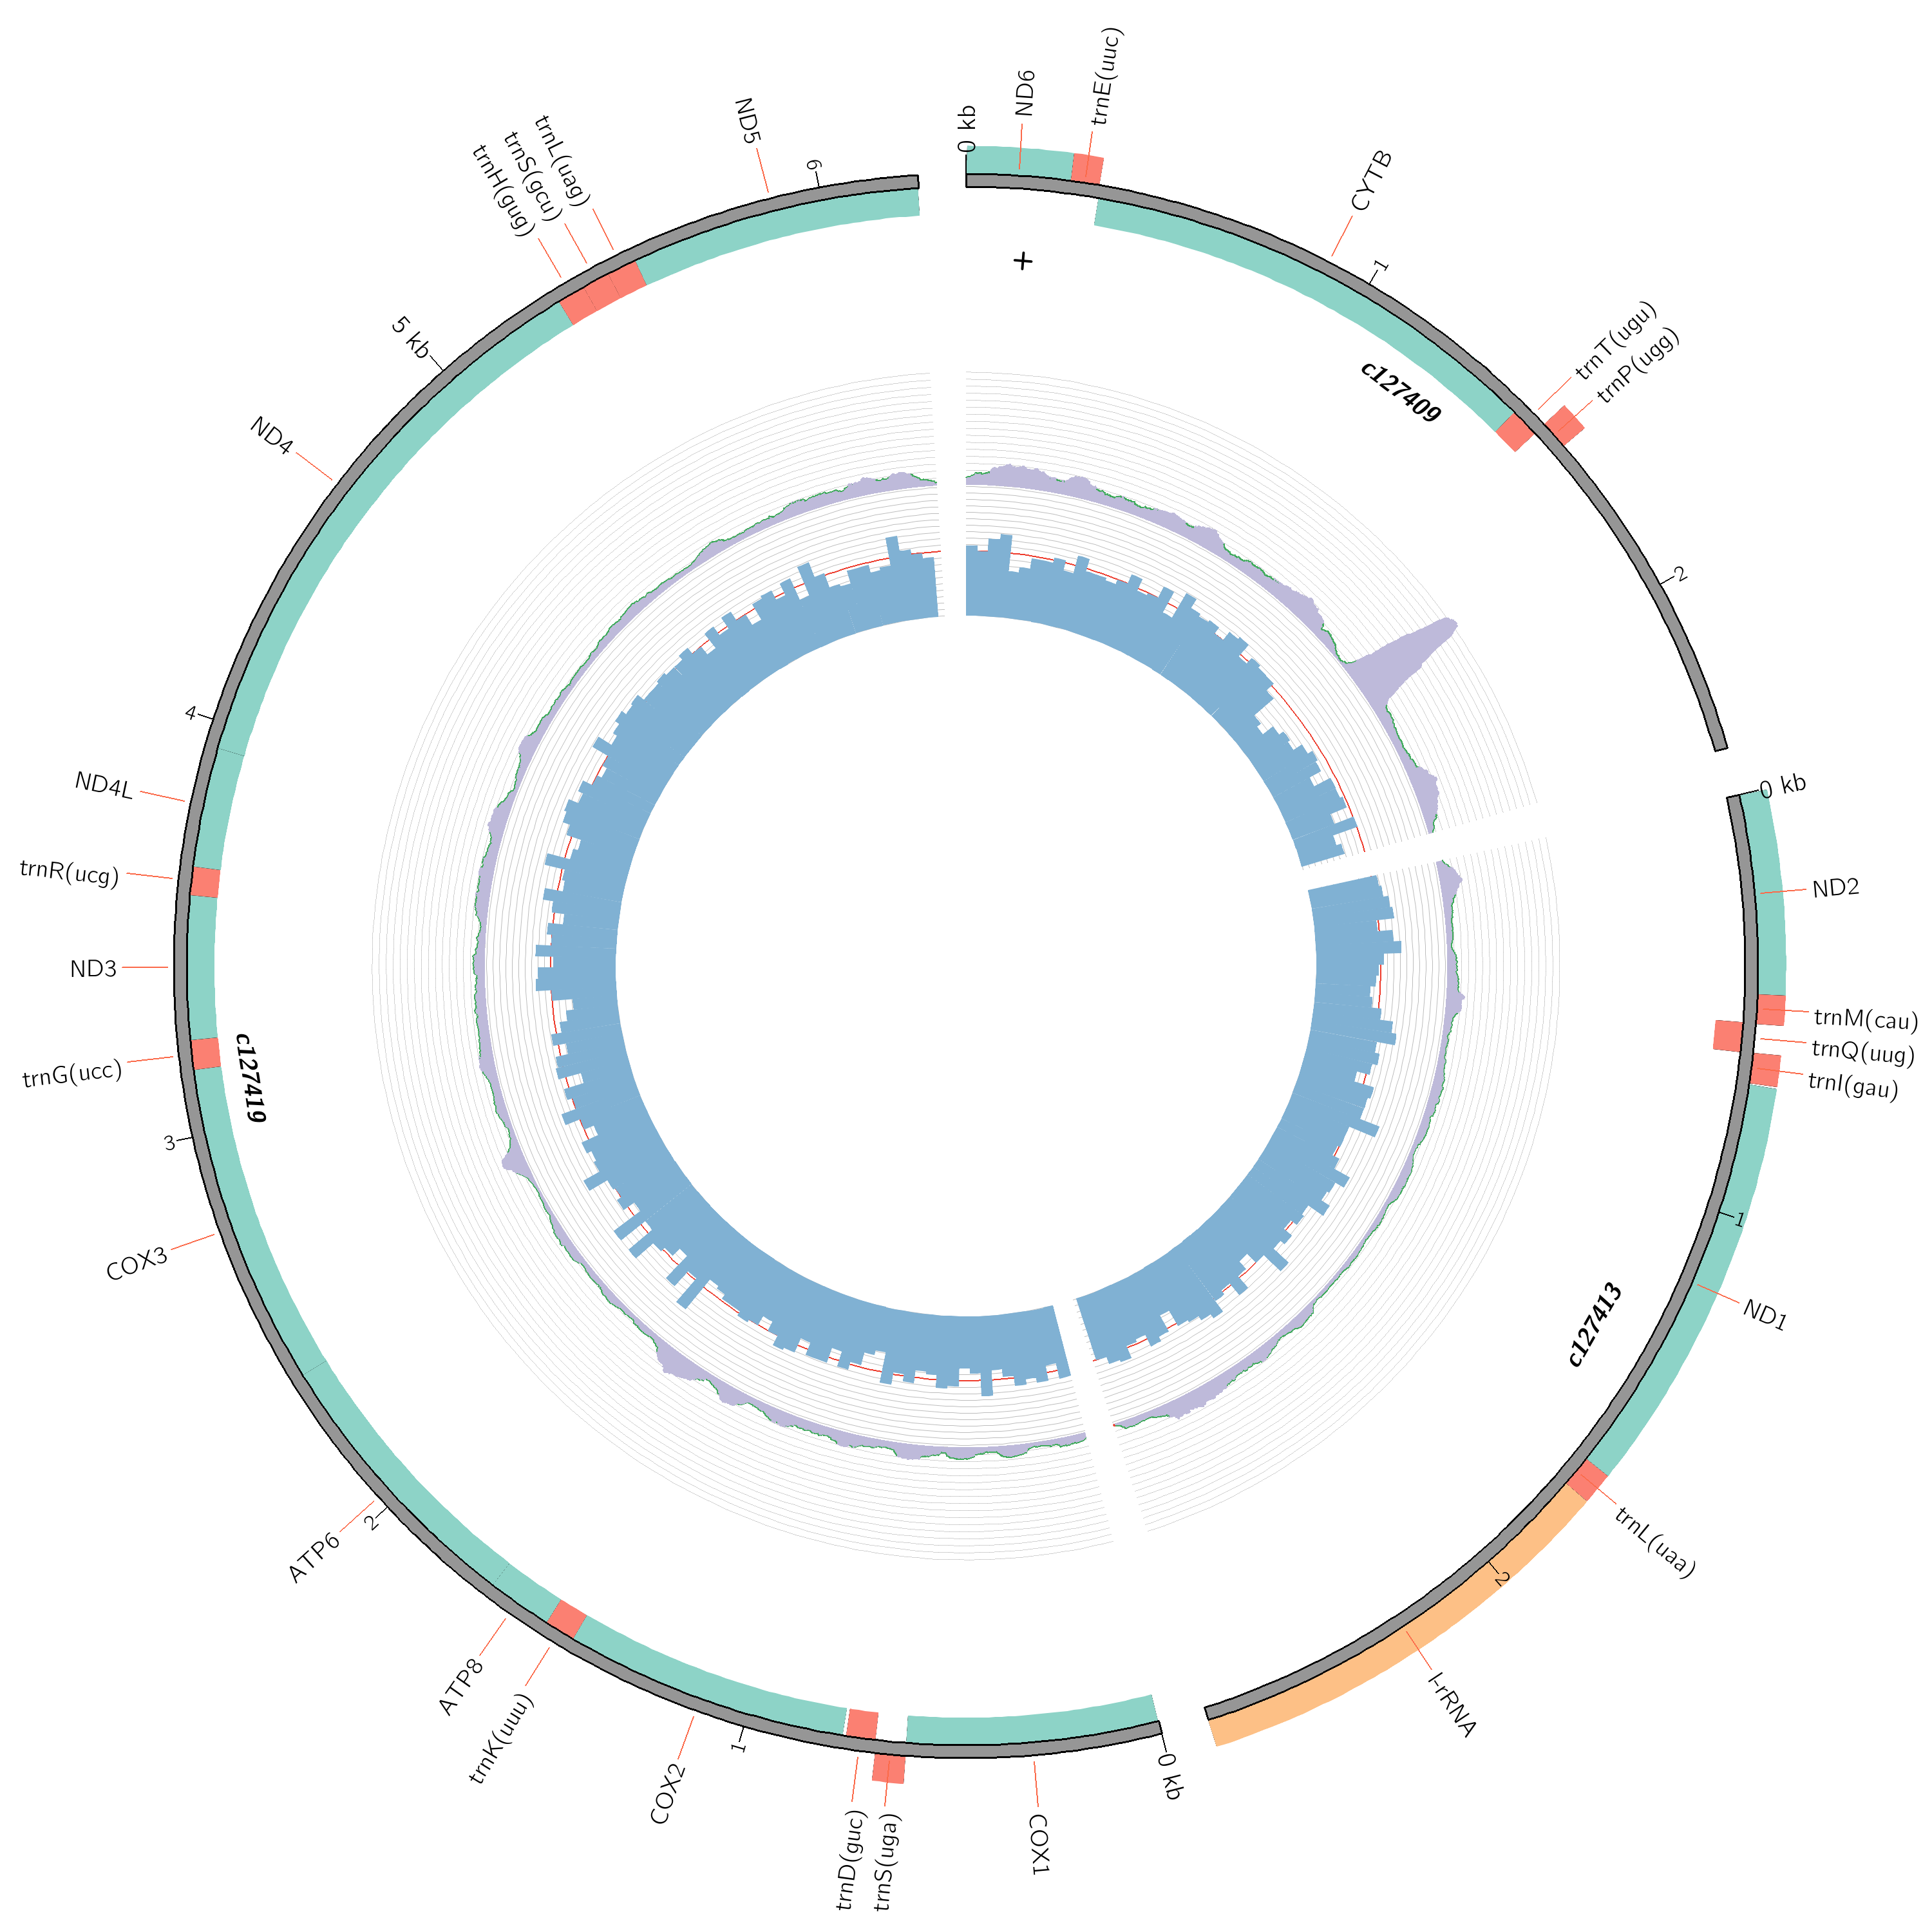 0 kb
ND6
trnE(uuc)
CYTB
1
trnT(ugu)
trnP(ugg)
2
c127409
+
0 kb
ND2
trnM(cau)
trnQ(uug)
trnI(gau)
1
ND1
c127413
trnL(uaa)
2
l-rRNA
0 kb
COX1
trnS(uga)
trnD(guc)
1
COX2
trnK(uuu)
ATP8
2
ATP6
COX3
3
c127419
trnG(ucc)
ND3
trnR(ucg)
ND4L
4
ND4
5 kb
trnH(gug)
trnS(gcu)
trnL(uag)
ND5
6